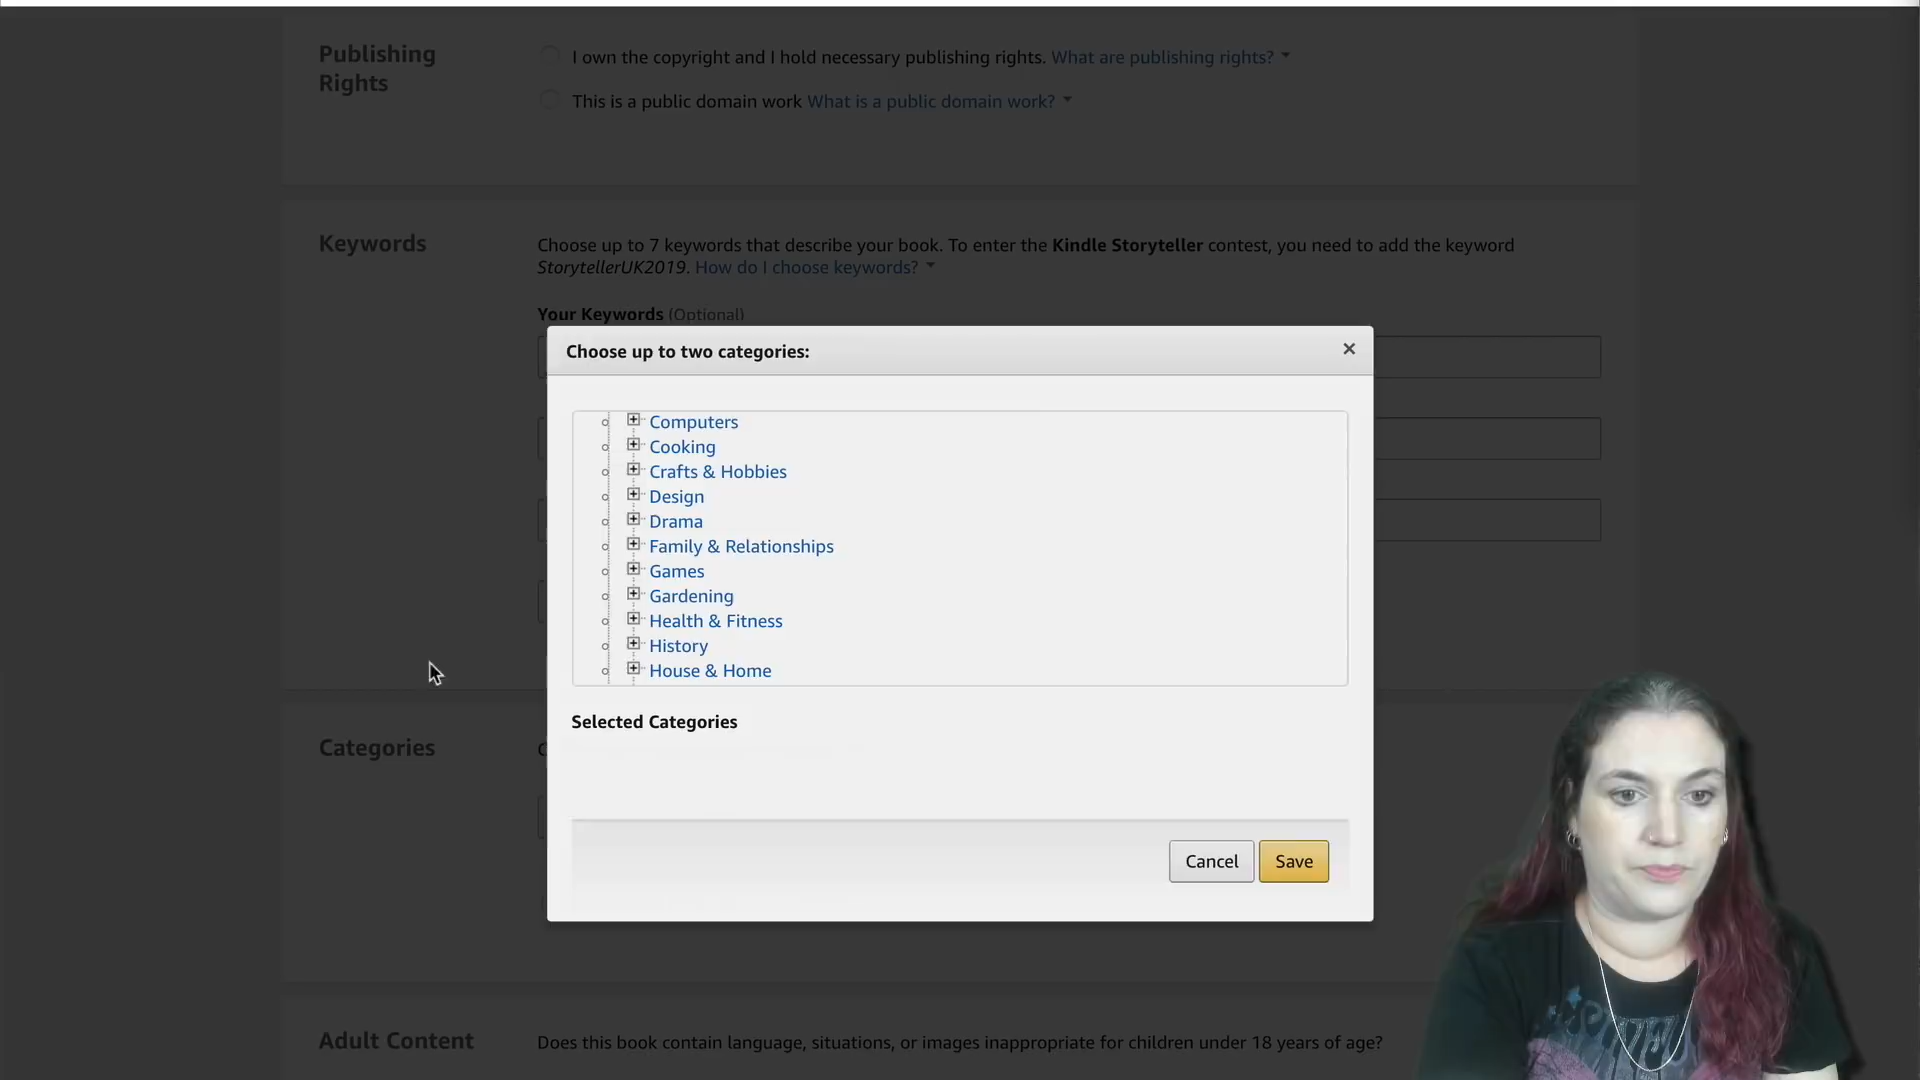 Publishing
Rights
I own the copyright and I hold necessary publishing rights. What are publishing rights?
This is a public domain work What is a public domain work?
Keywords
Choose up to 7 keywords that describe your book. To enter the Kindle Storyteller contest, you need to add the keyword
StorytellerUK2019. How do I choose keywords?
Your Keywords (Optional)
Choose up to two categories:
Computers
Cooking
Crafts & Hobbies
Design
Drama
Family & Relationships
Games
Gardening
Health & Fitness
History
House & Home
Selected Categories
Categories
Cancel
Save
Adult Content
Does this book contain language, situations, or images inappropriate for children under 18 years of age?